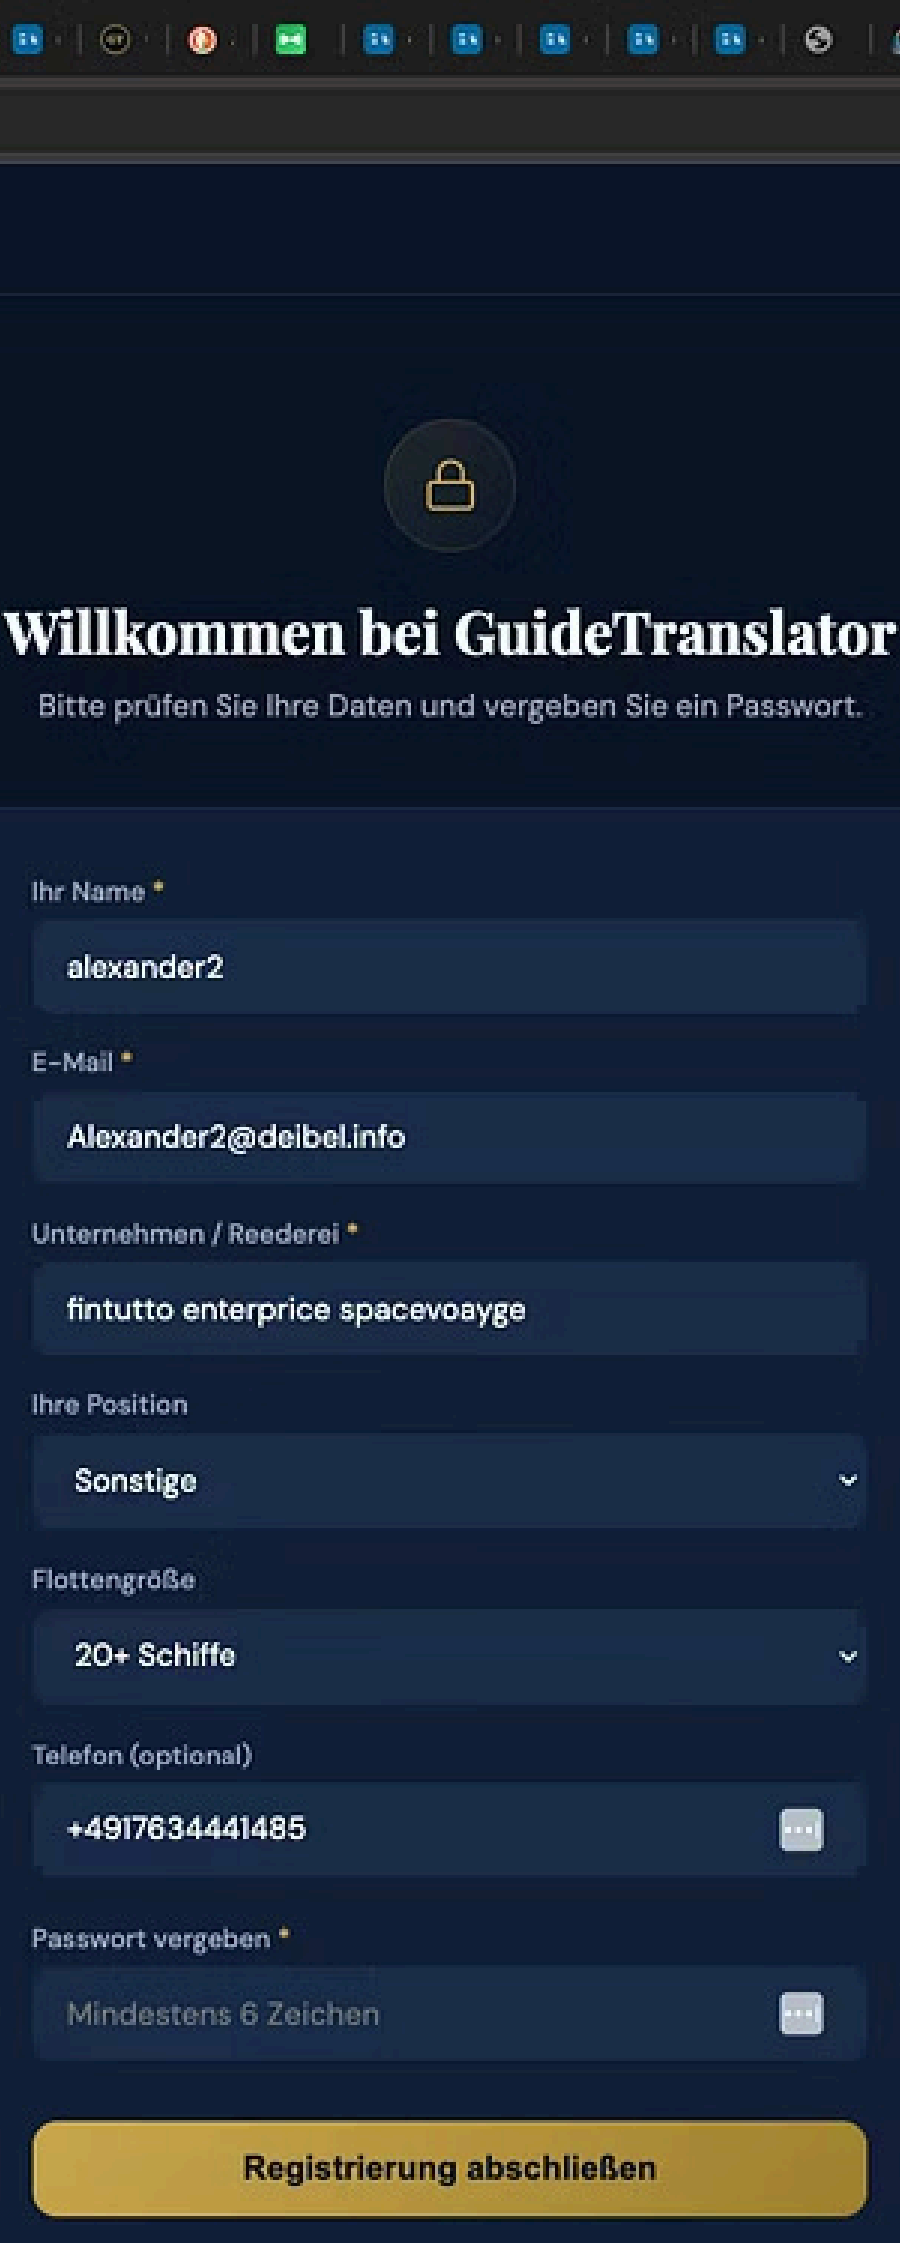 Willkommen bei GuideTranslator
Bitte prüfen Sie Ihre Daten und vergeben Sie ein Passwort.
Ihr Name *
alexander2
E-Mail *
Alexander2@deibel.info
Unternehmen / Reederei *
fintutto enterprice spacevoayge
Ihre Position
Sonstige
Flottengröße
20+ Schiffe
Telefon (optional)
+4917634441485
Passwort vergeben *
Mindestens 6 Zeichen
Registrierung abschließen